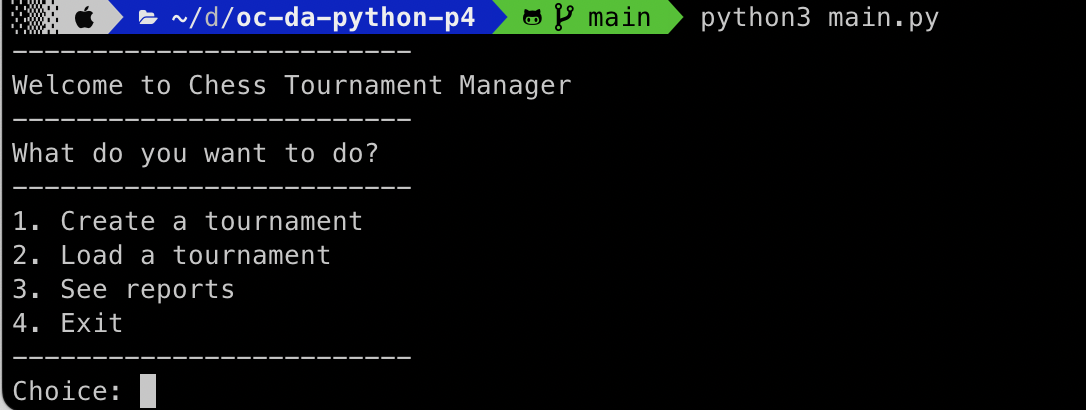 ~/d/oc-da-python-p4 main python3 main.py
-------------------------
Welcome to Chess Tournament Manager
-------------------------
What do you want to do?
-------------------------
1. Create a tournament
2. Load a tournament
3. See reports
4. Exit
-------------------------
Choice: